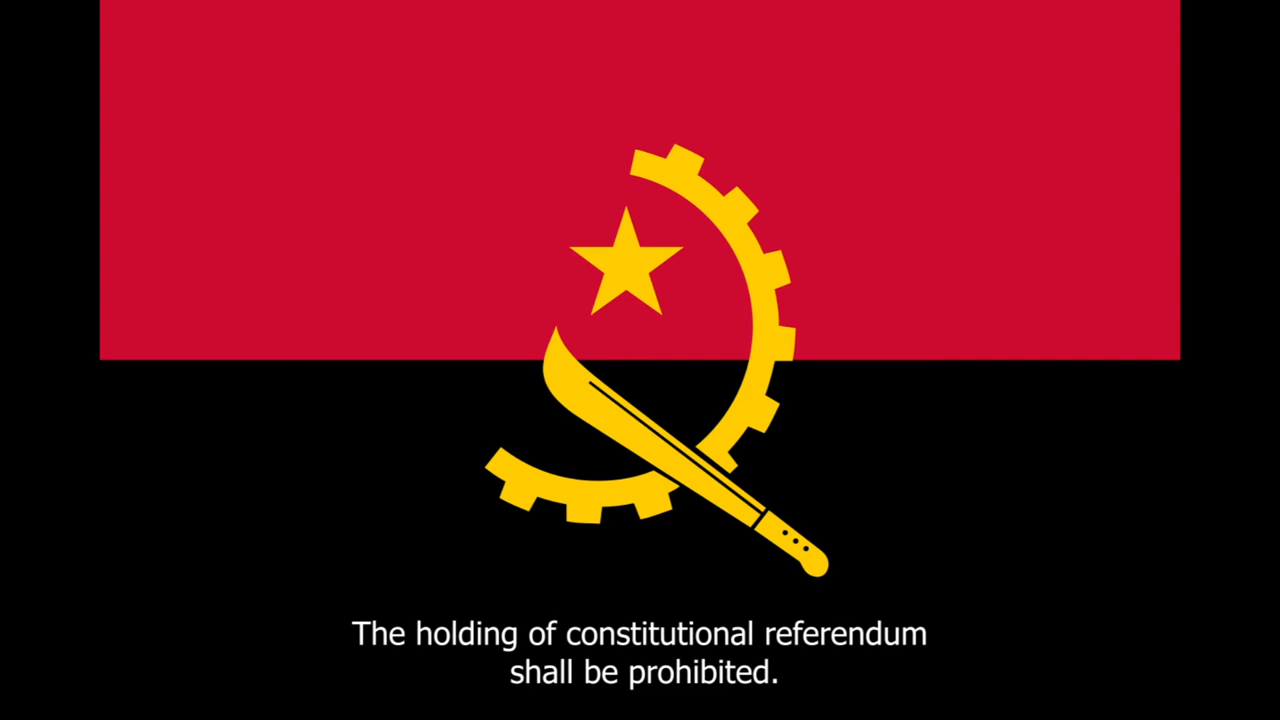 The holding of constitutional referendum
shall be prohibited.